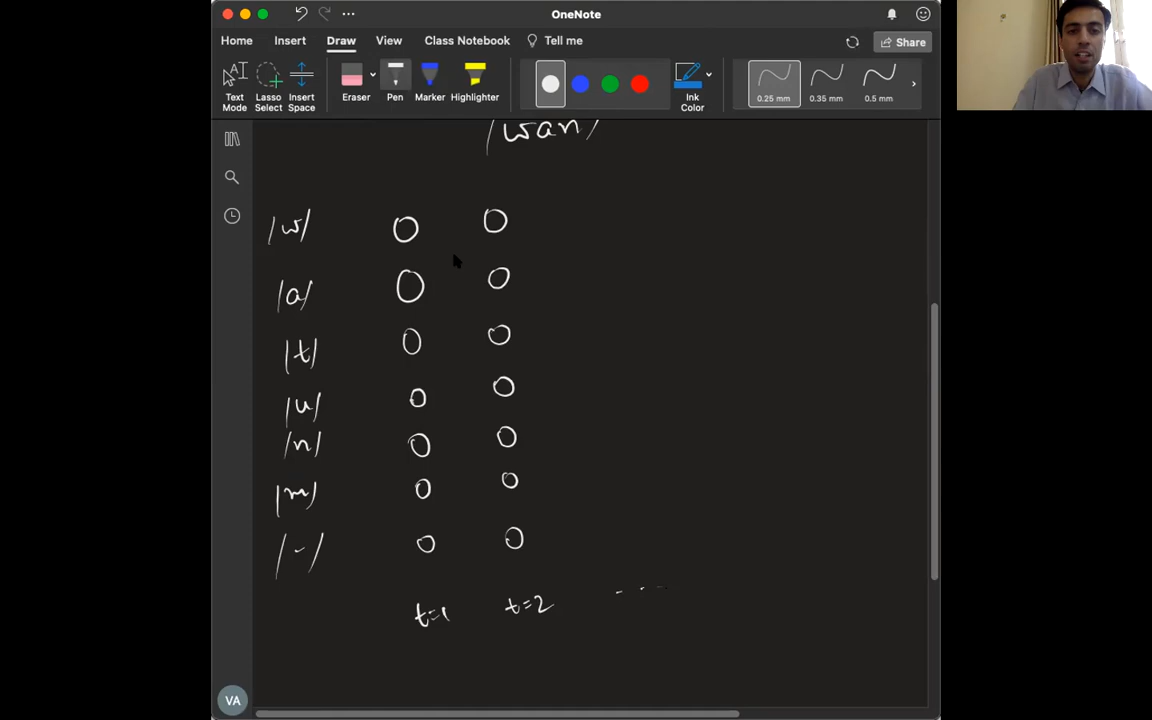 OneNote
Home Insert Draw View Class Notebook Tell me
Share
Text Mode
Lasso Select
Insert Space
Eraser
Pen
Marker
Highlighter
Ink Color
0.25 mm
0.35 mm
0.5 mm
/wan/
/w/ O O
/a/ O O
/t/ O O
/u/ O O
/n/ O O
/m/ O O
/-/ O O
t=1 t=2 - - -
VA